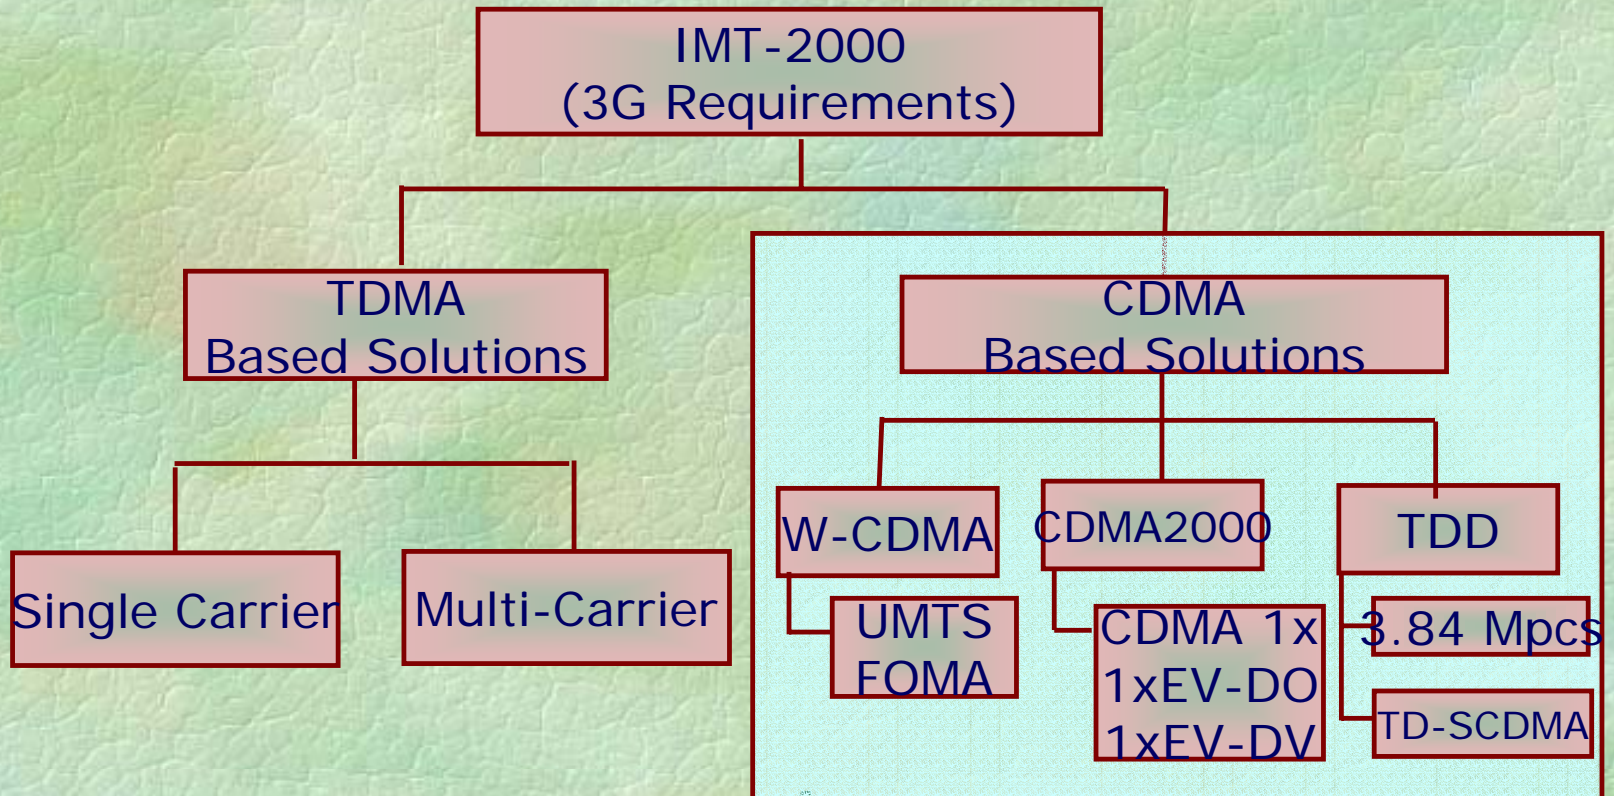 IMT-2000
(3G Requirements)
TDMA
Based Solutions
CDMA
Based Solutions
Single Carrier
Multi-Carrier
W-CDMA
UMTS
FOMA
CDMA2000
CDMA 1x
1xEV-DO
1xEV-DV
TDD
3.84 Mpcs
TD-SCDMA